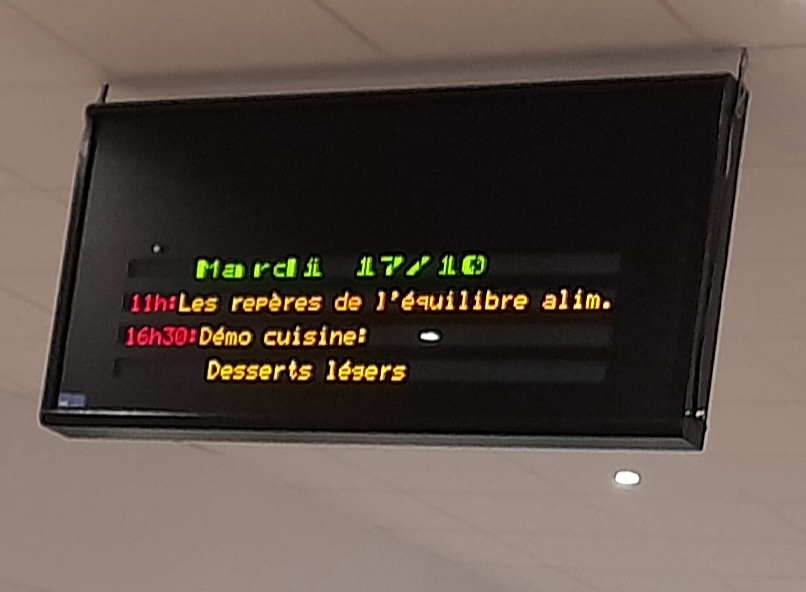 Mardi 17/10
11h:Les repères de l'équilibre alim.
16h30:Démo cuisine:
Desserts légers